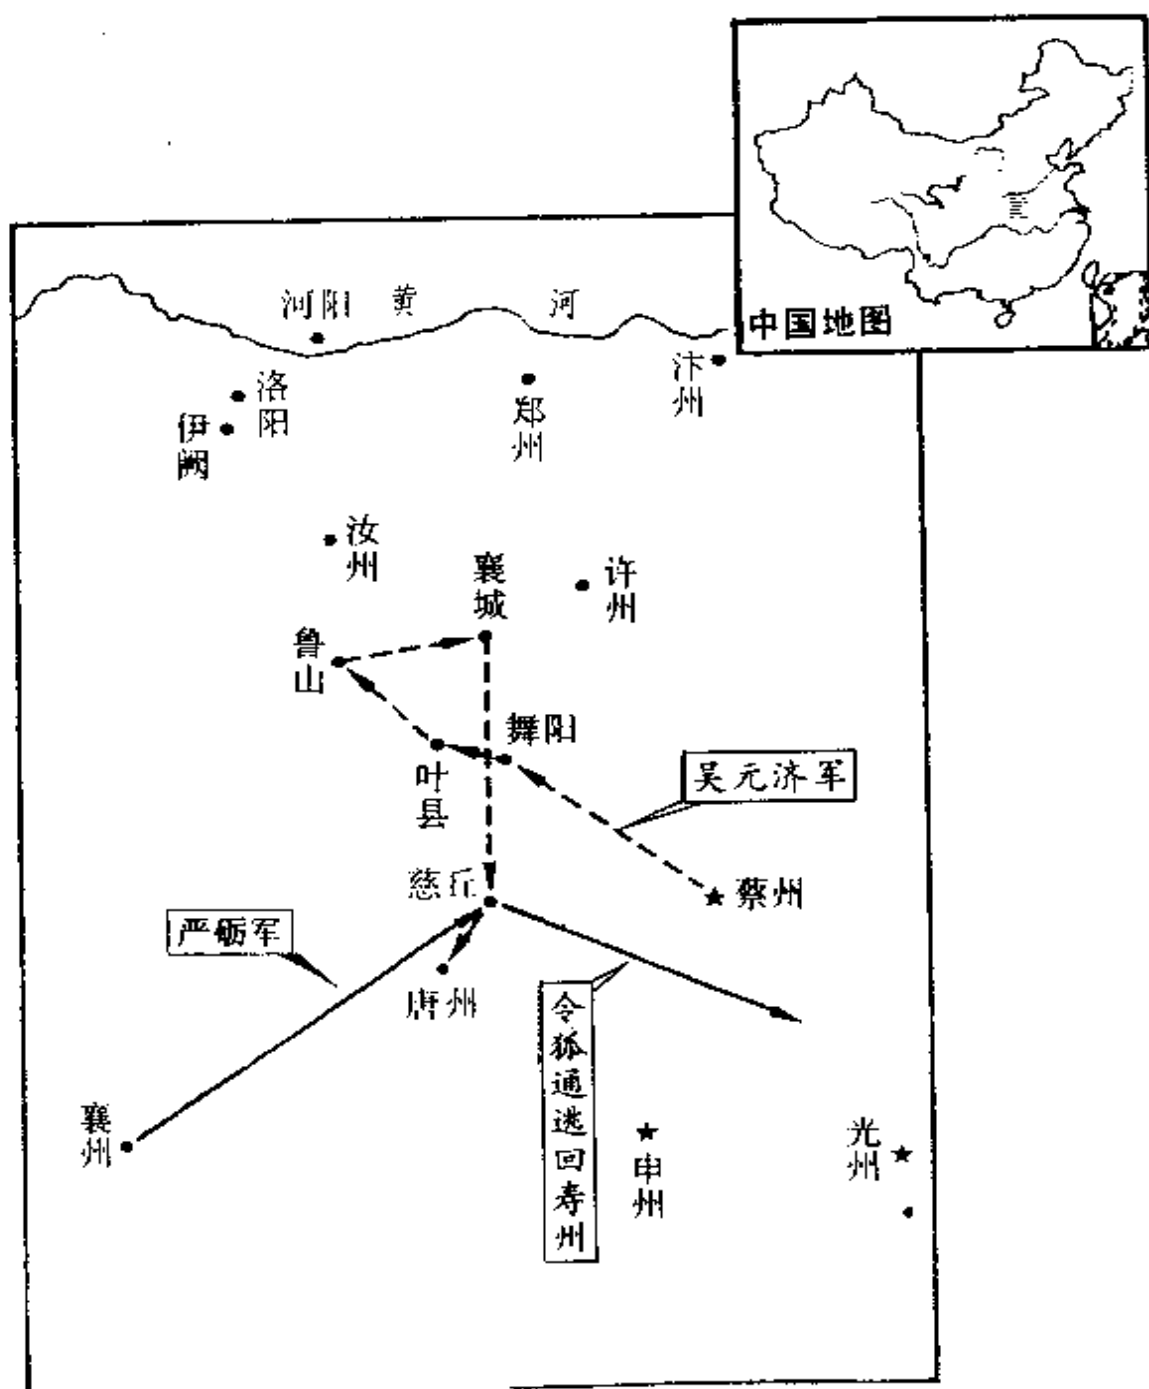 中国地图
河阳
黄
河
洛阳
伊阙
郑州
汴州
汝州
襄城
许州
鲁山
舞阳
叶县
吴元济军
慈丘
蔡州
严砺军
唐州
令狐通逃回寿州
襄州
申州
光州